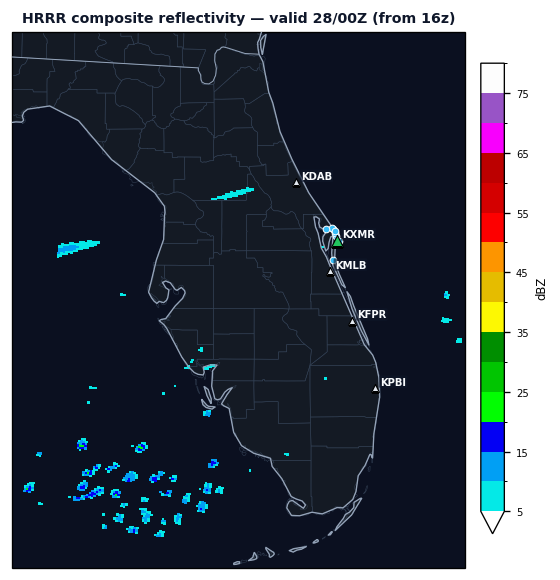 HRRR composite reflectivity — valid 28/00Z (from 16z)
KDAB
KXMR
KMLB
KFPR
KPBI
75
65
55
45
35
25
15
5
dBZ